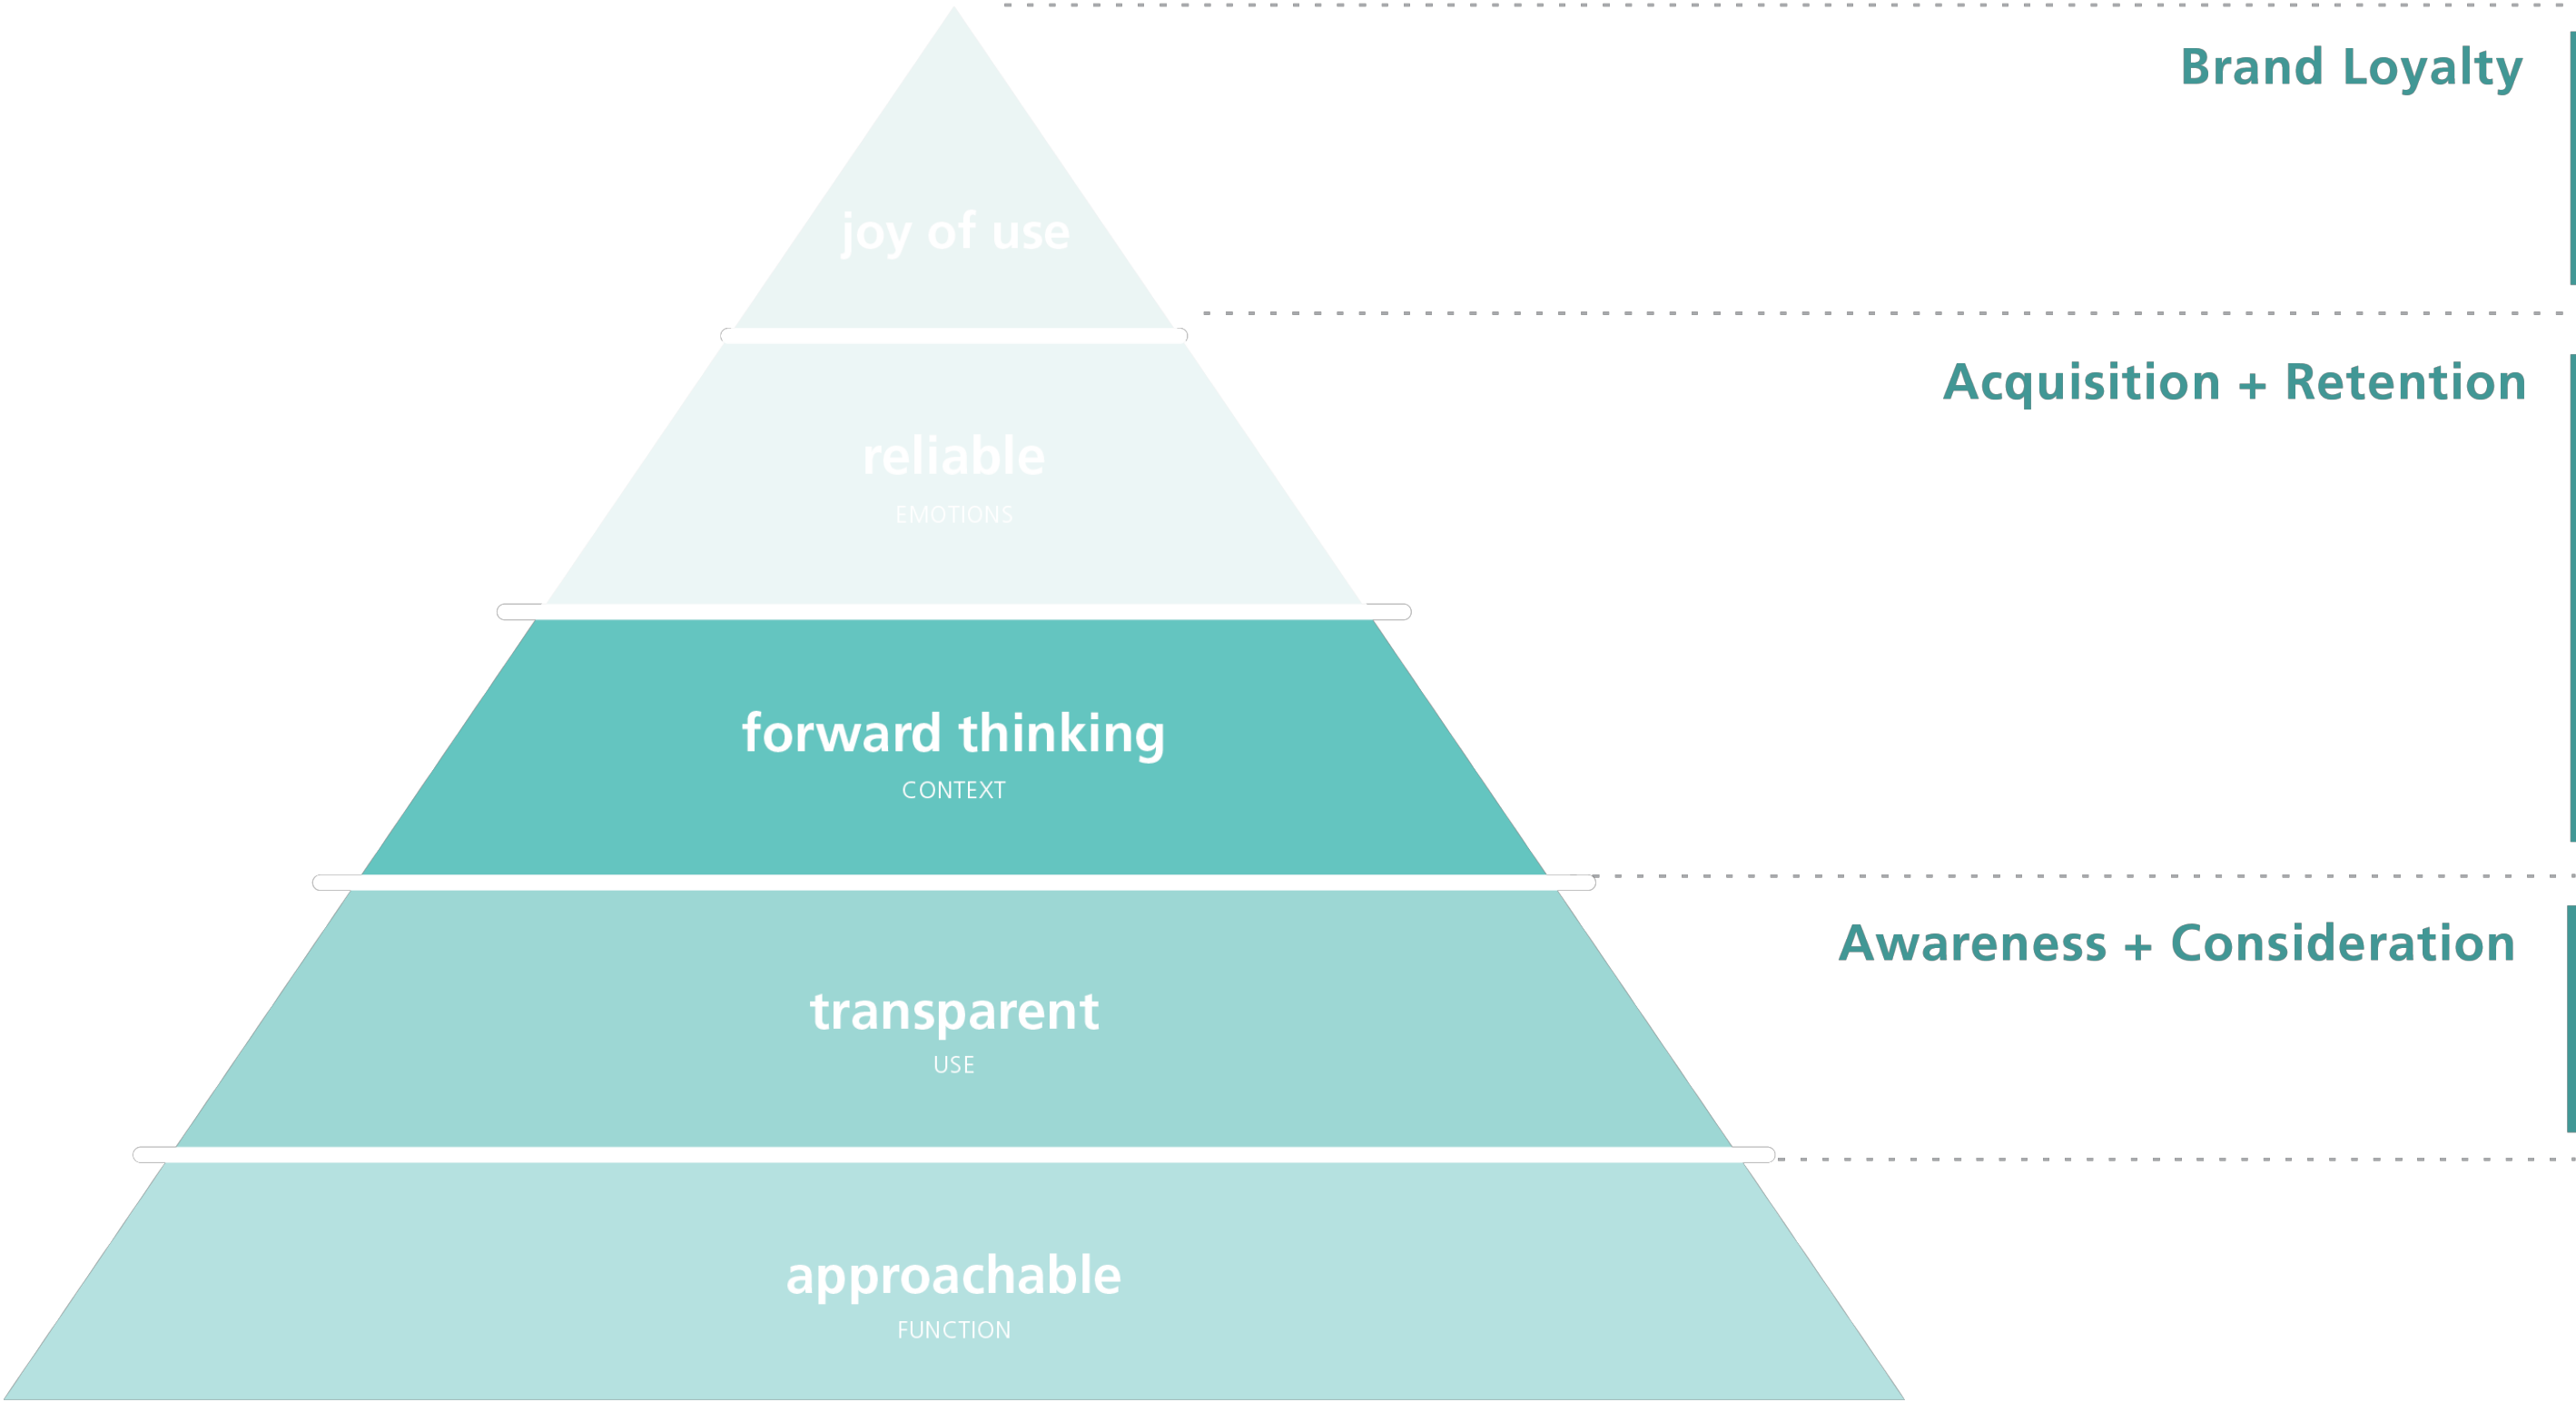 Brand Loyalty
joy of use
Acquisition + Retention
reliable
EMOTIONS
forward thinking
CONTEXT
Awareness + Consideration
transparent
USE
approachable
FUNCTION